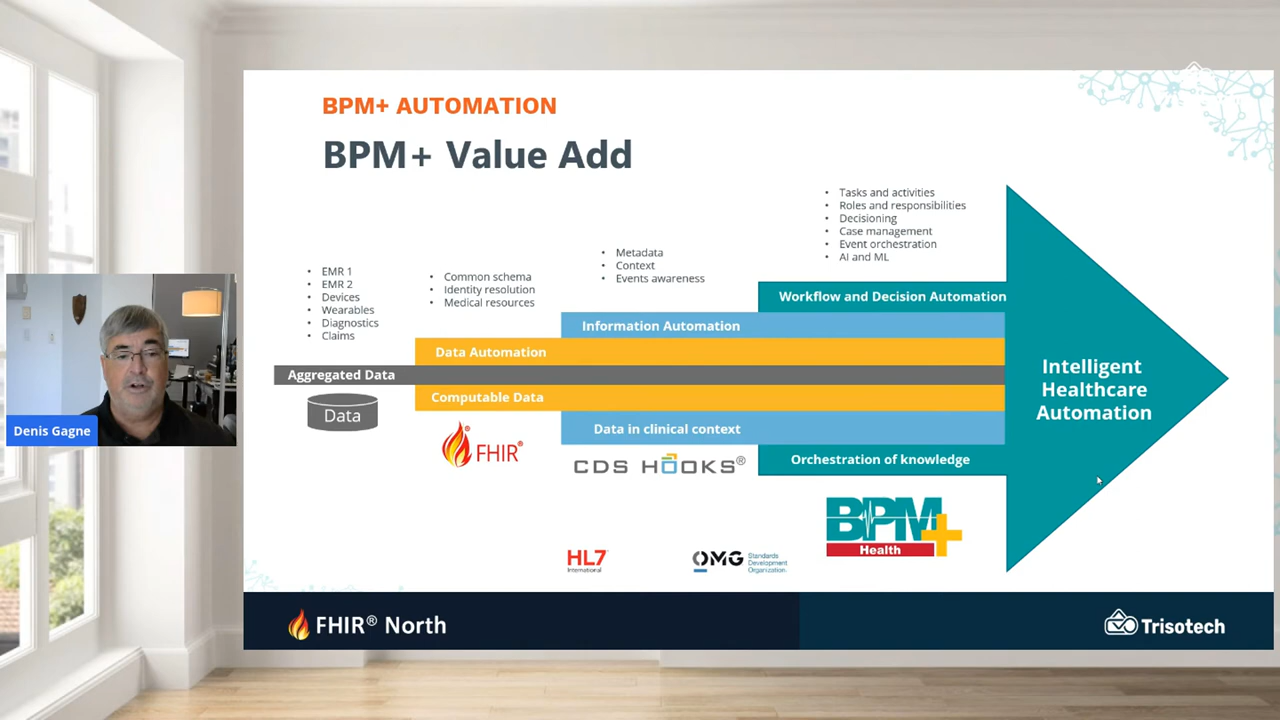 BPM+ AUTOMATION
BPM+ Value Add
• Tasks and activities
• Roles and responsibilities
• Decisioning
• Case management
• Event orchestration
• AI and ML
• Metadata
• Context
• Events awareness
• Common schema
• Identity resolution
• Medical resources
• EMR 1
• EMR 2
• Devices
• Wearables
• Diagnostics
• Claims
Workflow and Decision Automation
Information Automation
Data Automation
Aggregated Data
Computable Data
Data in clinical context
Orchestration of knowledge
Intelligent
Healthcare
Automation
Data
FHIR®
CDS HOOKS®
BPM+
Health
HL7
International
OMG
Standards
Development
Organization
Denis Gagne
FHIR® North
Trisotech